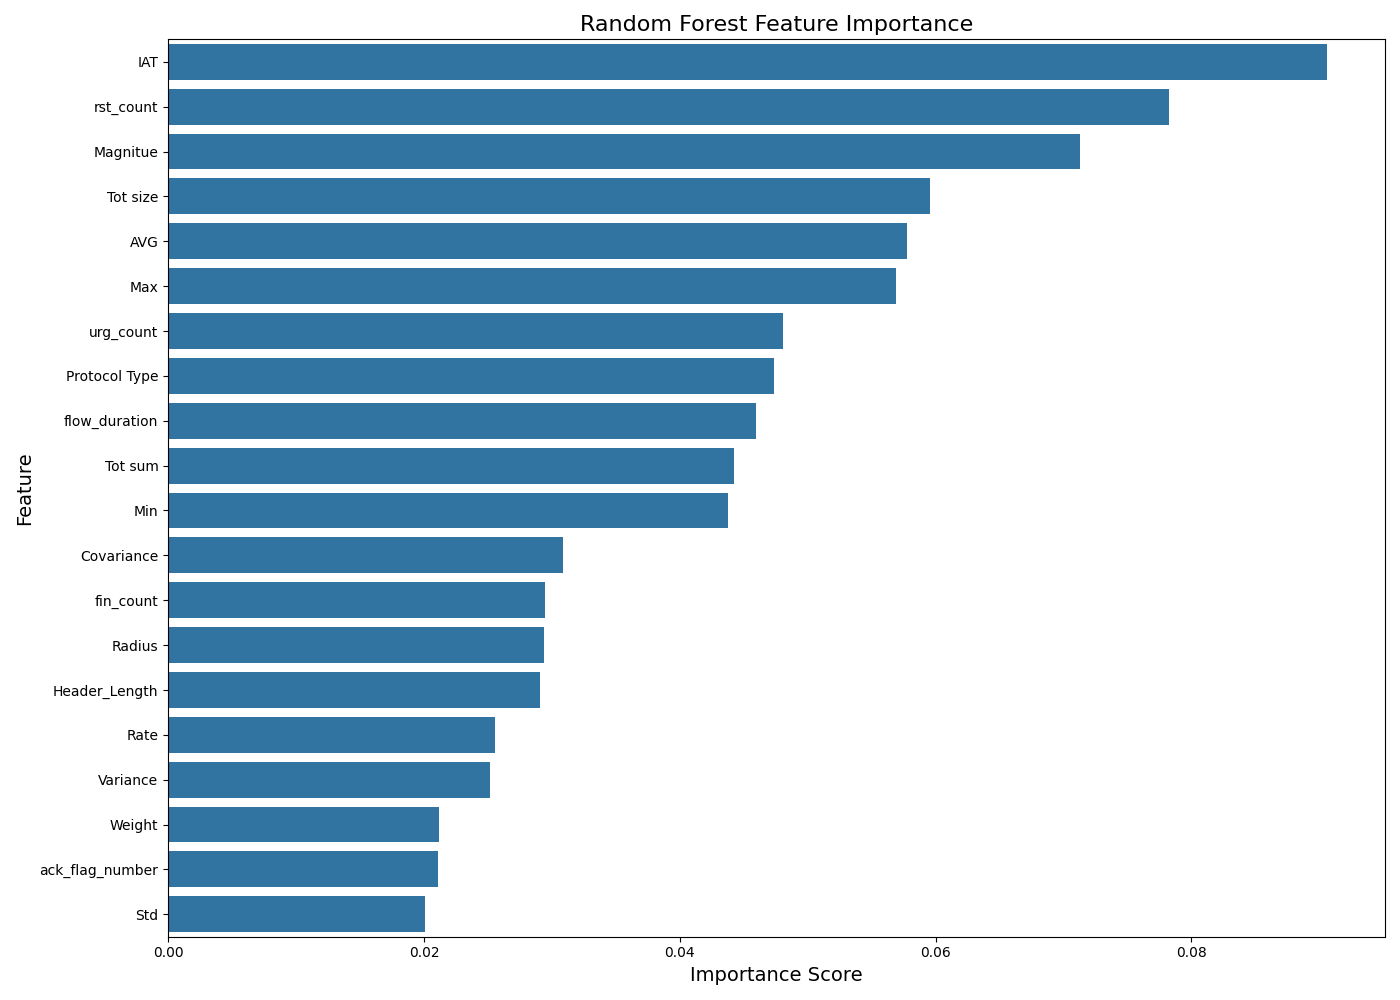 Random Forest Feature Importance
IAT
rst_count
Magnitue
Tot size
AVG
Max
urg_count
Protocol Type
flow_duration
Tot sum
Min
Covariance
fin_count
Radius
Header_Length
Rate
Variance
Weight
ack_flag_number
Std
Feature
0.00 0.02 0.04 0.06 0.08
Importance Score